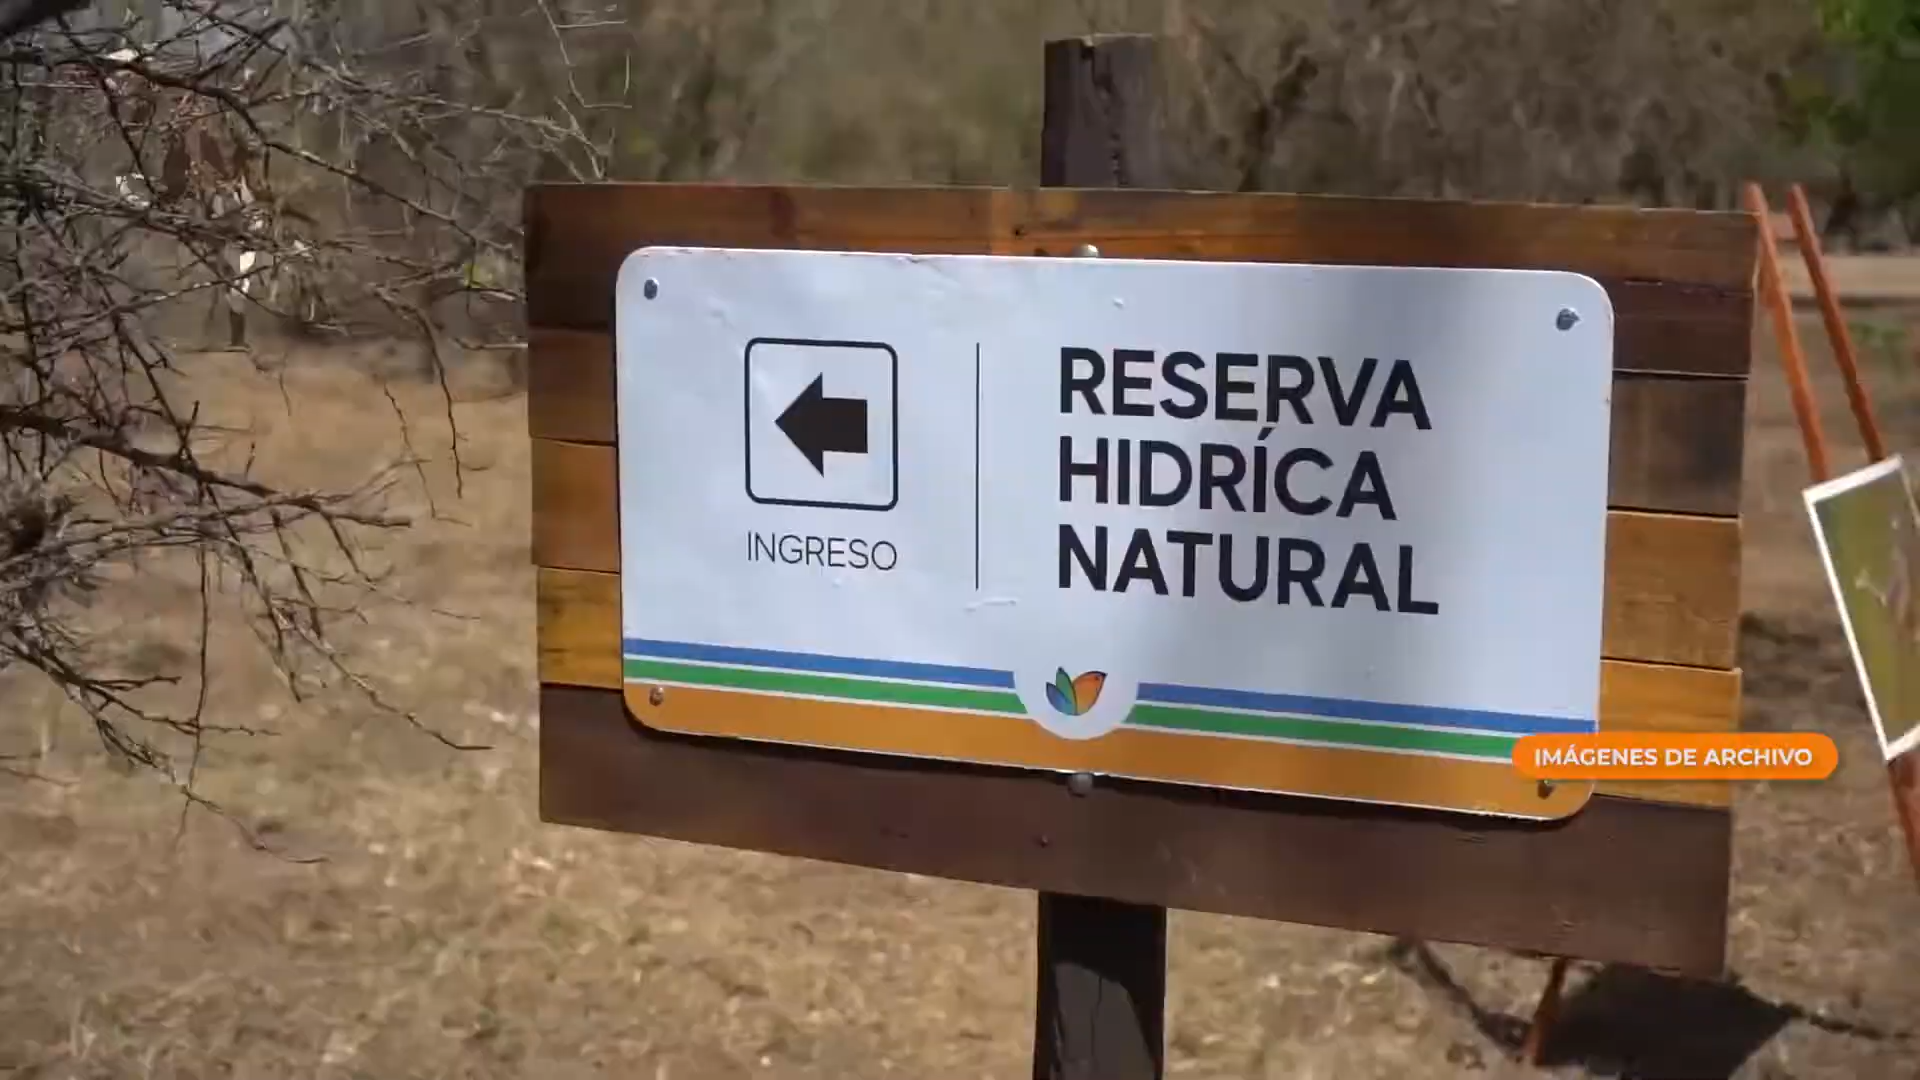 INGRESO
RESERVA
HIDRÍCA
NATURAL
IMÁGENES DE ARCHIVO